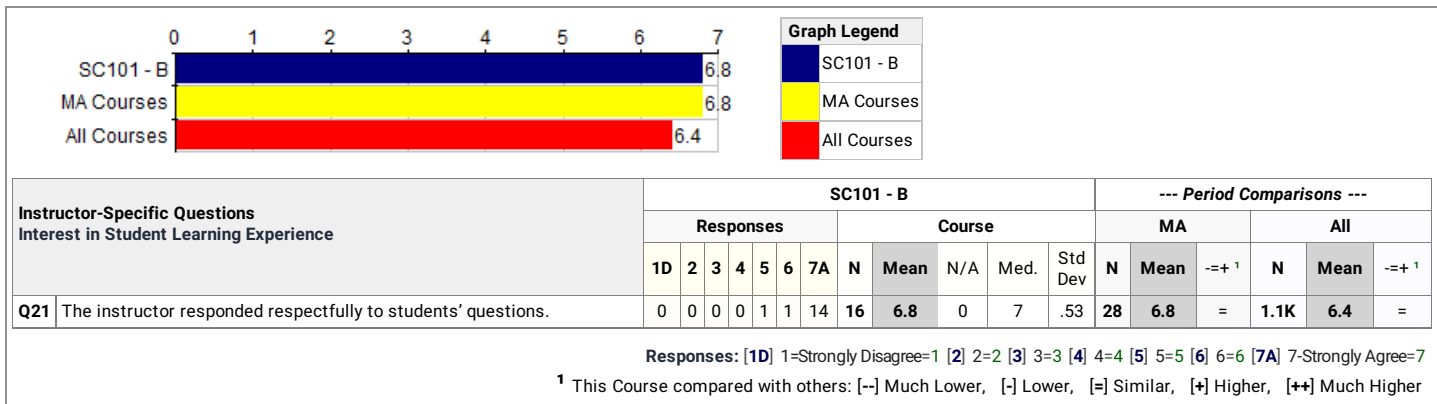 0 1 2 3 4 5 6 7
SC101 - B 6.8
MA Courses 6.8
All Courses 6.4
Graph Legend
SC101 - B
MA Courses
All Courses
Instructor-Specific Questions
Interest in Student Learning Experience
SC101 - B --- Period Comparisons ---
Responses Course MA All
1D 2 3 4 5 6 7A N Mean N/A Med. Std Dev N Mean -=+ ¹ N Mean -=+ ¹
Q21 The instructor responded respectfully to students’ questions. 0 0 0 0 1 1 14 16 6.8 0 7 .53 28 6.8 = 1.1K 6.4 =
Responses: [1D] 1=Strongly Disagree=1 [2] 2=2 [3] 3=3 [4] 4=4 [5] 5=5 [6] 6=6 [7A] 7-Strongly Agree=7
¹ This Course compared with others: [--] Much Lower, [-] Lower, [=] Similar, [+] Higher, [++] Much Higher